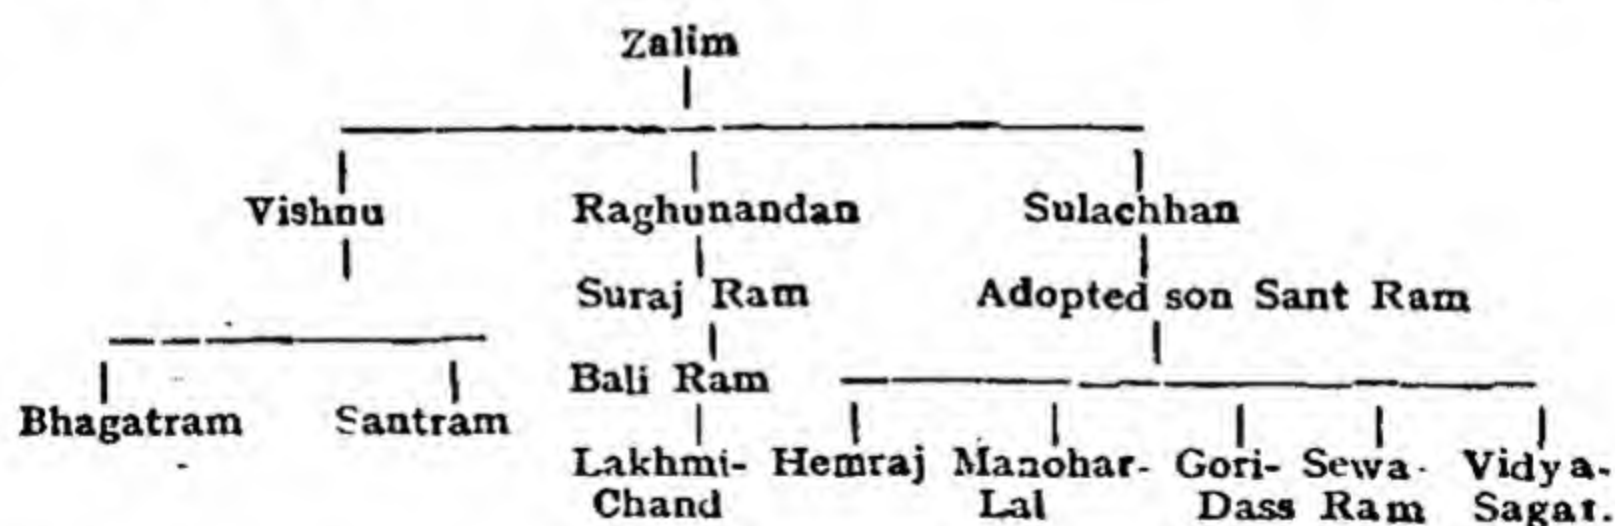 Zalim
Vishnu Raghunandan Sulachhan
Suraj Ram Adopted son Sant Ram
Bali Ram
Bhagatram Santram
Lakhmi- Hemraj Manohar- Gori- Sewa- Vidya-
Chand Lal Dass Ram Sagar.